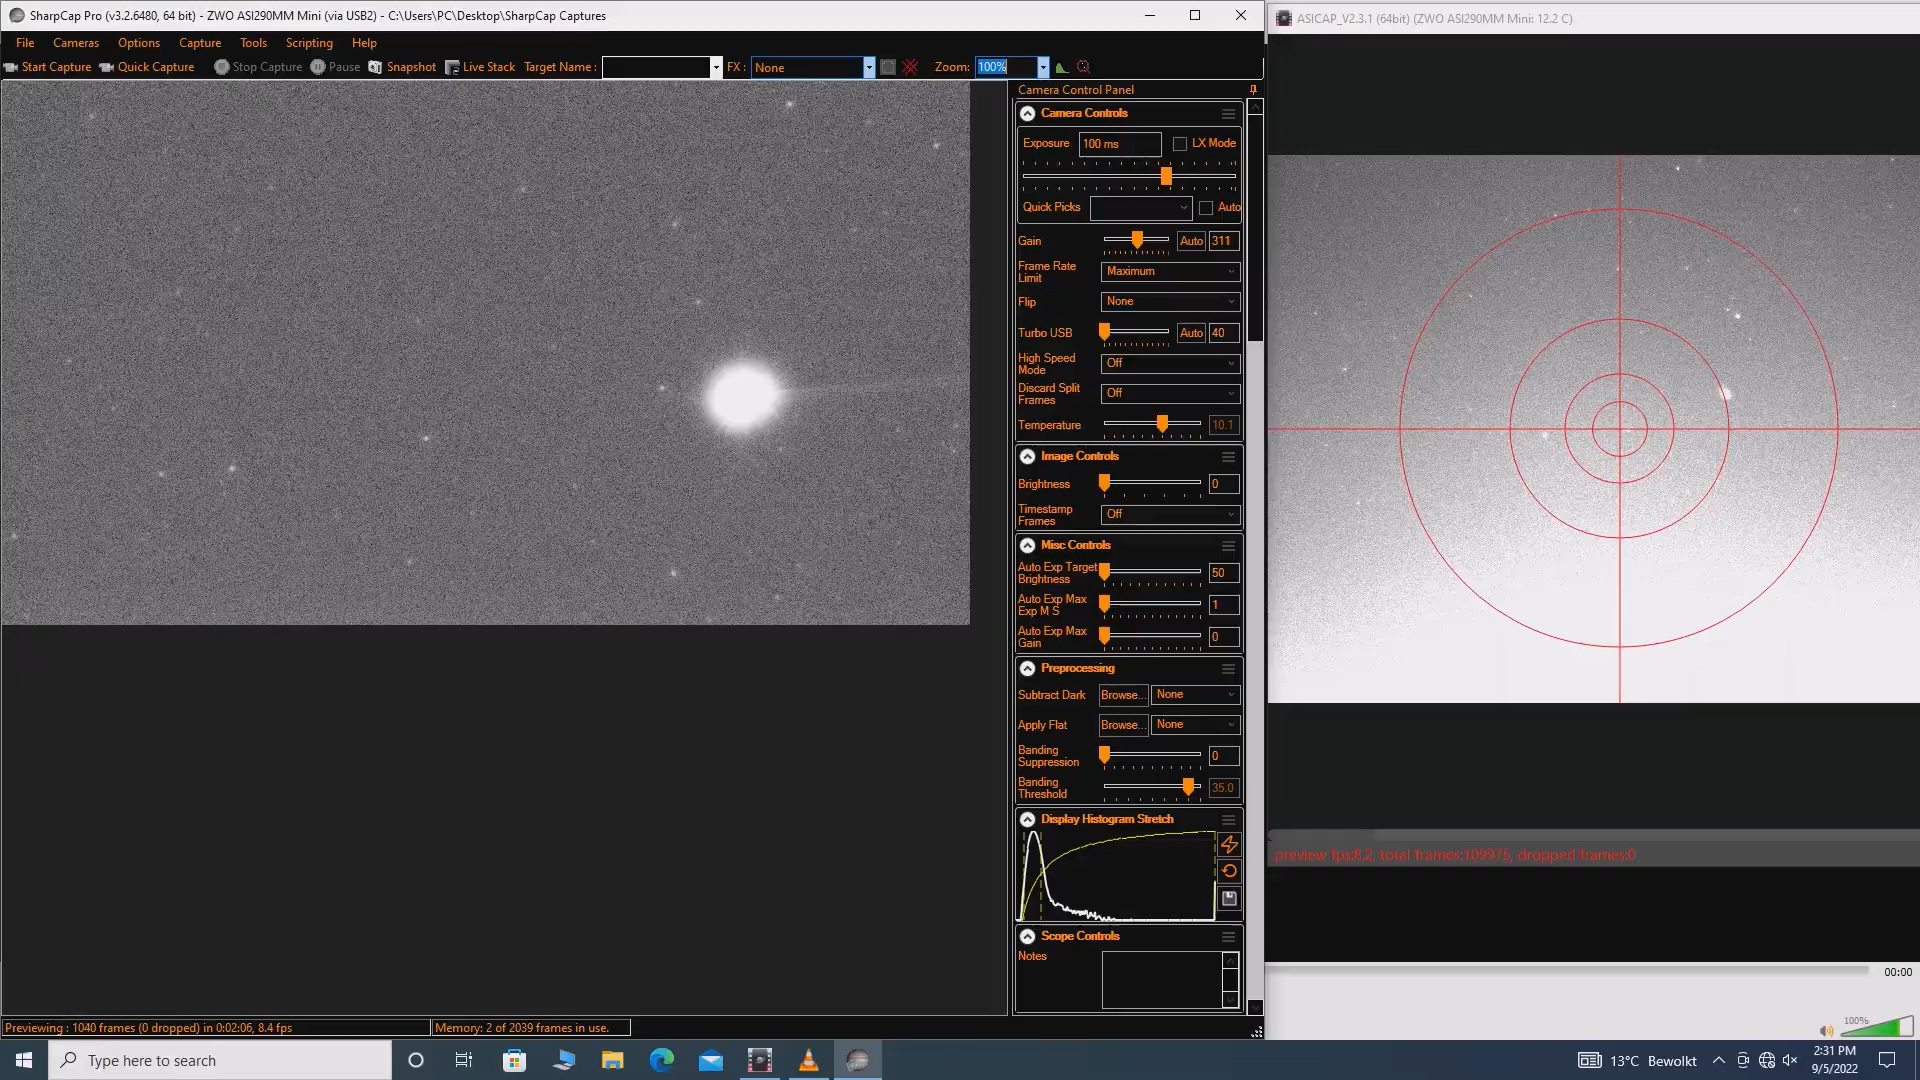 SharpCap Pro (v3.2.6480, 64 bit) - ZWO ASI290MM Mini (via USB2) - C:\Users\PC\Desktop\SharpCap Captures
File Cameras Options Capture Tools Scripting Help
Start Capture Quick Capture Stop Capture Pause Snapshot Live Stack Target Name : FX : None Zoom: 100%
Camera Control Panel
Camera Controls
Exposure 100 ms LX Mode
Quick Picks Auto
Gain Auto 311
Frame Rate
Limit Maximum
Flip None
Turbo USB Auto 40
High Speed
Mode Off
Discard Split
Frames Off
Temperature 10.1
Image Controls
Brightness 0
Timestamp
Frames Off
Misc Controls
Auto Exp Target
Brightness 50
Auto Exp Max
Exp M S 1
Auto Exp Max
Gain 0
Preprocessing
Subtract Dark Browse... None
Apply Flat Browse... None
Banding
Suppression 0
Banding
Threshold 35.0
Display Histogram Stretch
Scope Controls
Notes
Previewing : 1040 frames (0 dropped) in 0:02:06, 8.4 fps Memory: 2 of 2039 frames in use.
ASICAP_V2.3.1 (64bit) (ZWO ASI290MM Mini: 12.2 C)
preview fps:8.2, total frames:109975, dropped frames:0
00:00
100%
Type here to search
13°C Bewolkt
2:31 PM
9/5/2022